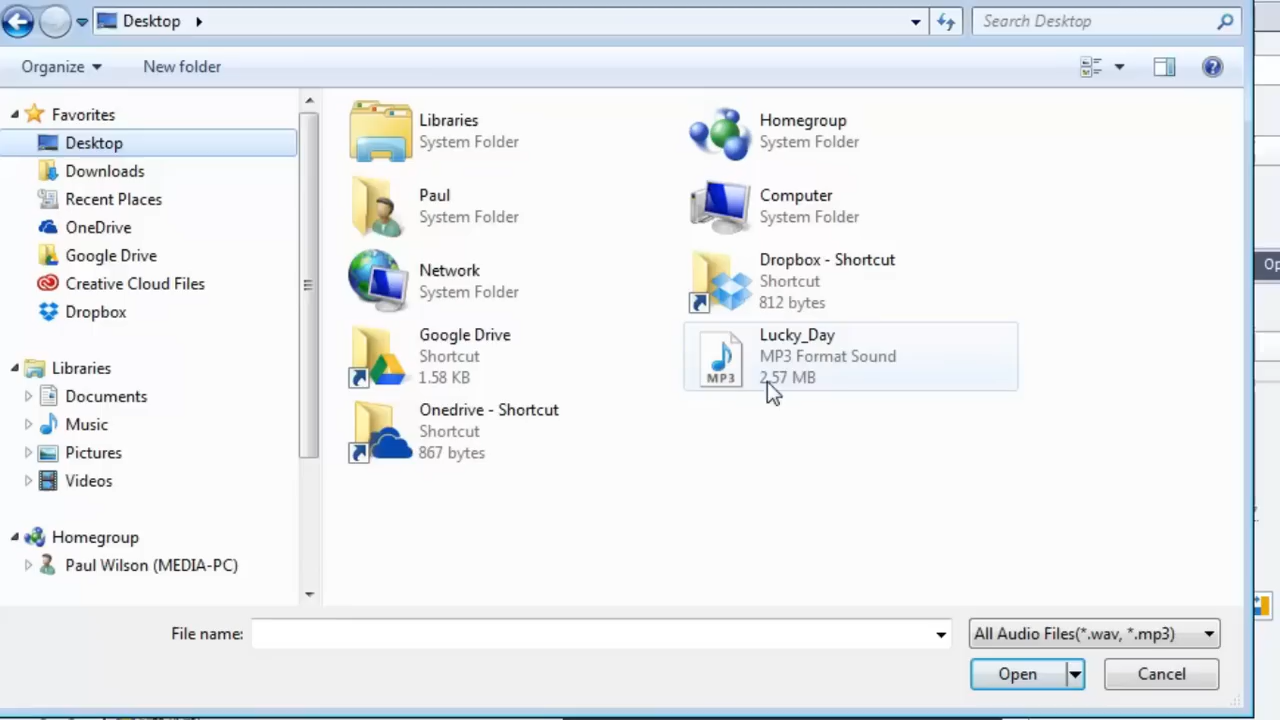 Desktop
Search Desktop
Organize
New folder
Favorites
Desktop
Downloads
Recent Places
OneDrive
Google Drive
Creative Cloud Files
Dropbox
Libraries
Documents
Music
Pictures
Videos
Homegroup
Paul Wilson (MEDIA-PC)
Libraries
System Folder
Homegroup
System Folder
Paul
System Folder
Computer
System Folder
Network
System Folder
Dropbox - Shortcut
Shortcut
812 bytes
Google Drive
Shortcut
1.58 KB
MP3
Lucky_Day
MP3 Format Sound
2.57 MB
Onedrive - Shortcut
Shortcut
867 bytes
Op
File name:
All Audio Files(*.wav, *.mp3)
Open
Cancel